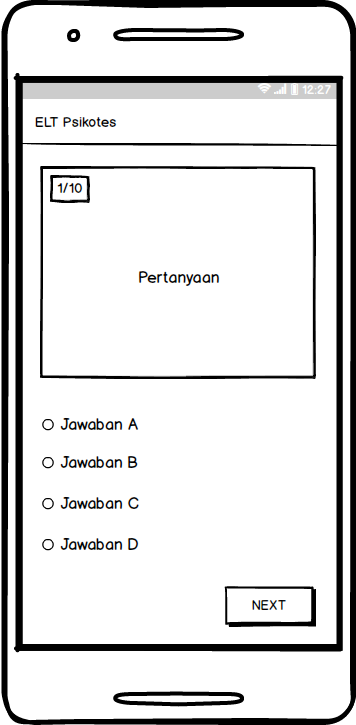 12:27
ELT Psikotes
1/10
Pertanyaan
Jawaban A
Jawaban B
Jawaban C
Jawaban D
NEXT